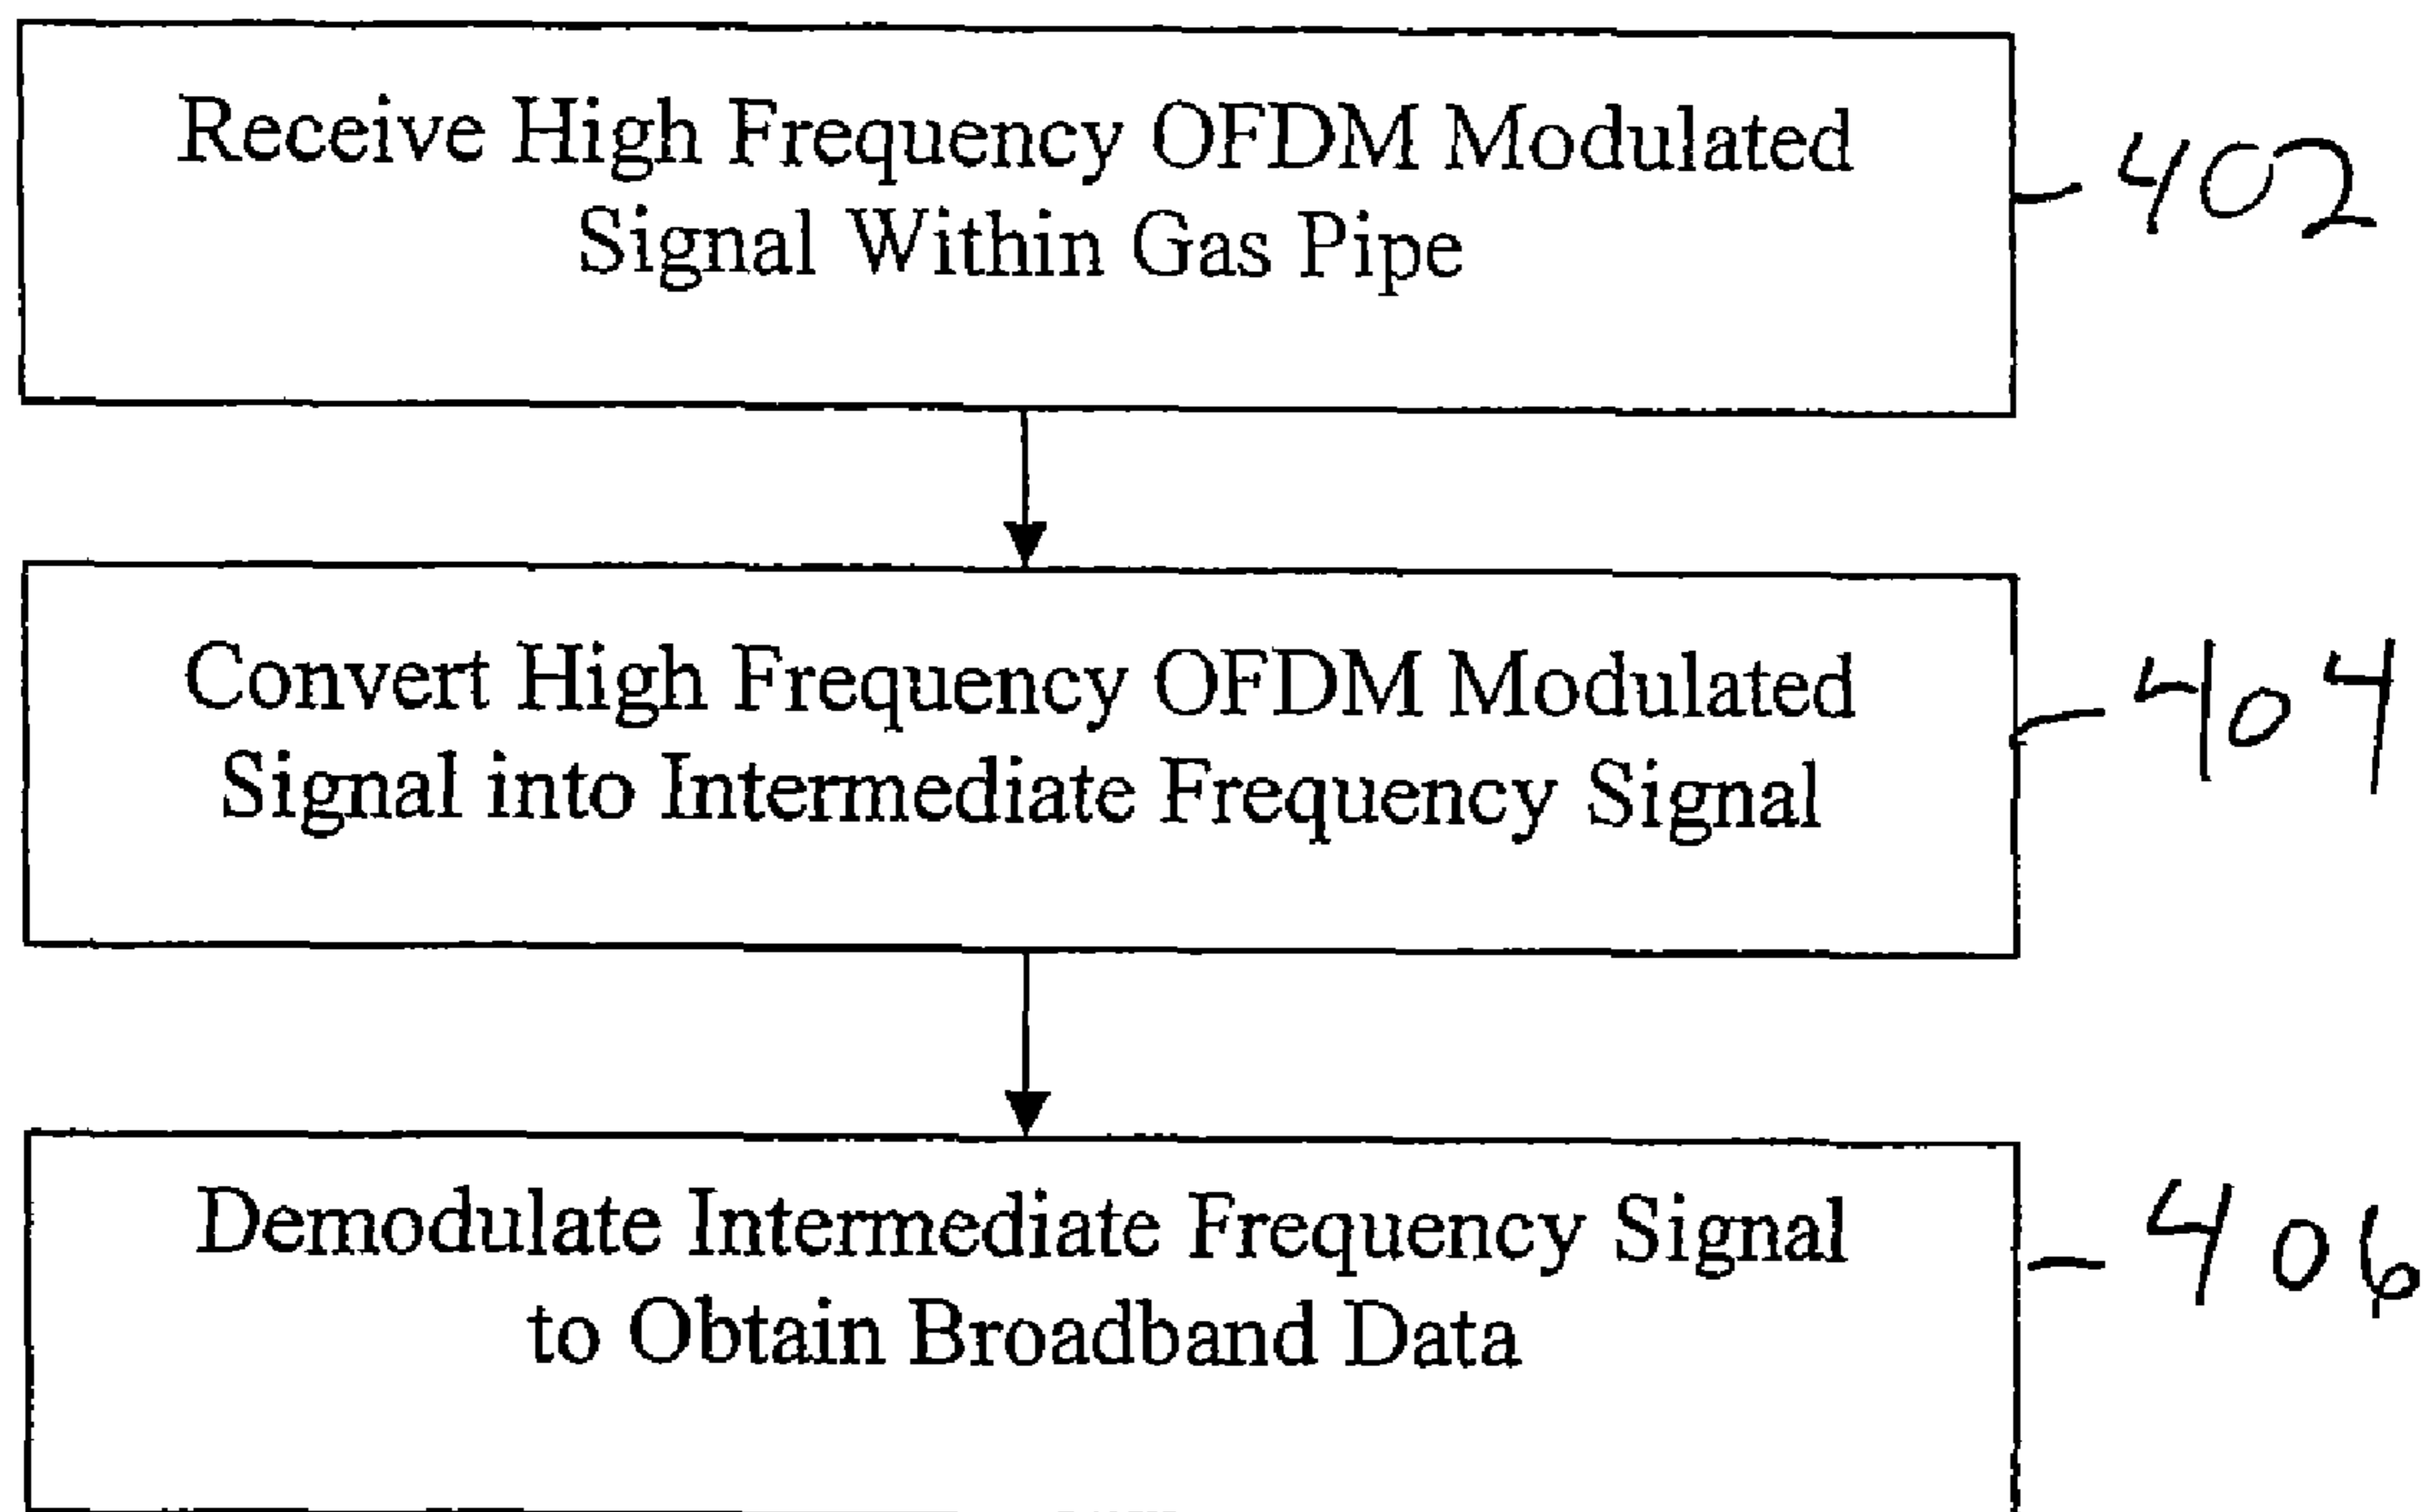 Receive High Frequency OFDM Modulated
Signal Within Gas Pipe
402
Convert High Frequency OFDM Modulated
Signal into Intermediate Frequency Signal
404
Demodulate Intermediate Frequency Signal
to Obtain Broadband Data
406